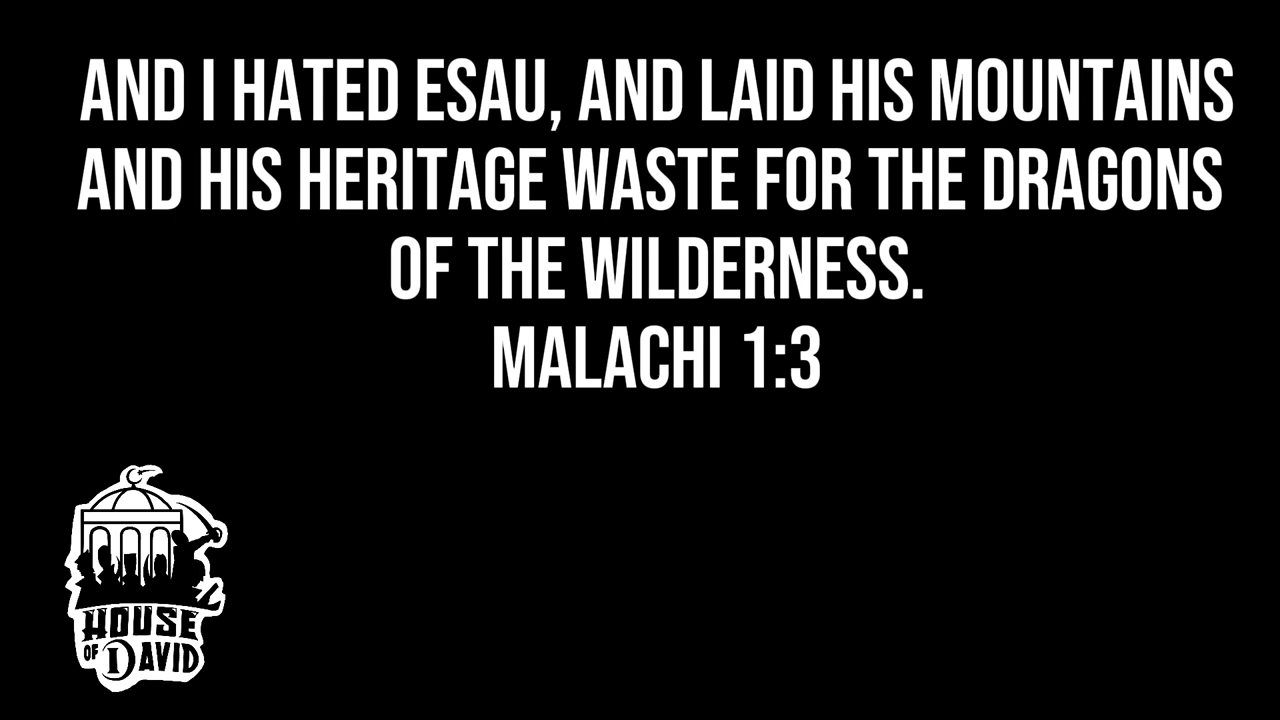 AND I HATED ESAU, AND LAID HIS MOUNTAINS
AND HIS HERITAGE WASTE FOR THE DRAGONS
OF THE WILDERNESS.
MALACHI 1:3
HOUSE
OF DAVID